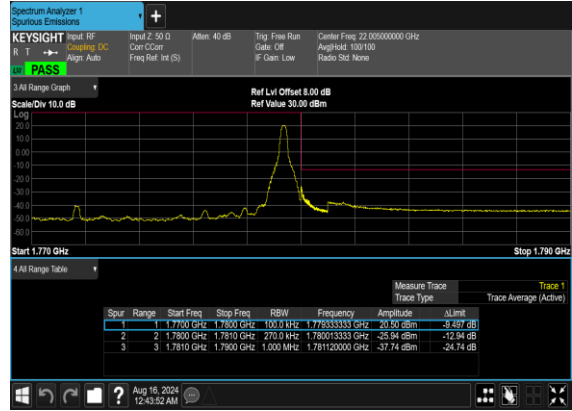 Spectrum Analyzer 1
Spurious Emissions
+
KEYSIGHT Input: RF Input Z: 50 Ω Atten: 40 dB Trig: Free Run Center Freq: 22.005000000 GHz
R T Coupling: DC Corr CCorr Gate: Off Avg|Hold: 100/100
Align: Auto Freq Ref: Int (S) IF Gain: Low Radio Std: None
PASS
3 All Range Graph
Ref Lvl Offset 8.00 dB
Scale/Div 10.0 dB Ref Value 30.00 dBm
Log
20.0
10.0
0.00
-10.0
-20.0
-30.0
-40.0
-50.0
-60.0
Start 1.770 GHz Stop 1.790 GHz
4 All Range Table
Measure Trace Trace 1
Trace Type Trace Average (Active)
Spur Range Start Freq Stop Freq RBW Frequency Amplitude ΔLimit
1 1 1.7700 GHz 1.7800 GHz 100.0 kHz 1.779333333 GHz 20.50 dBm -9.497 dB
2 2 1.7800 GHz 1.7810 GHz 270.0 kHz 1.780013333 GHz -25.94 dBm -12.94 dB
3 3 1.7810 GHz 1.7900 GHz 1.000 MHz 1.781120000 GHz -37.74 dBm -24.74 dB
? Aug 16, 2024
12:43:52 AM